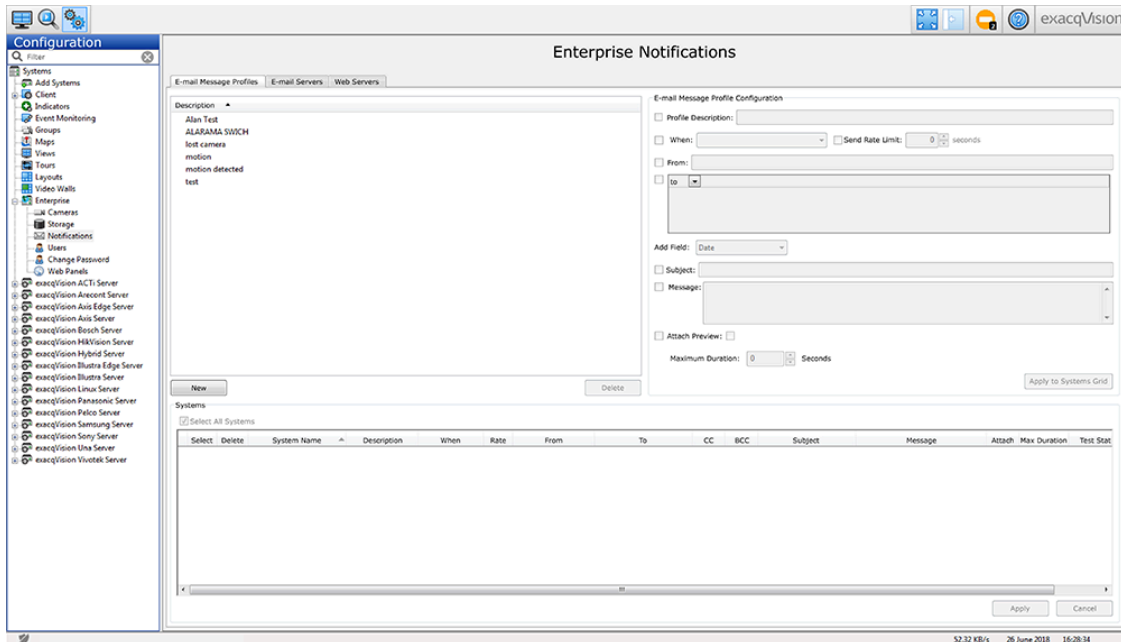 exacqVision
Configuration
Filter
Systems
Add Systems
Client
Indicators
Event Monitoring
Groups
Maps
Views
Tours
Layouts
Video Walls
Enterprise
Cameras
Storage
Notifications
Users
Change Password
Web Panels
exacqVision ACTi Server
exacqVision Arecont Server
exacqVision Axis Edge Server
exacqVision Axis Server
exacqVision Bosch Server
exacqVision HikVision Server
exacqVision Hybrid Server
exacqVision Illustra Edge Server
exacqVision Illustra Server
exacqVision Linux Server
exacqVision Panasonic Server
exacqVision Pelco Server
exacqVision Samsung Server
exacqVision Sony Server
exacqVision Una Server
exacqVision Vivotek Server
Enterprise Notifications
E-mail Message Profiles E-mail Servers Web Servers
Description
Alan Test
ALARAMA SWICH
lost camera
motion
motion detected
test
New Delete
E-mail Message Profile Configuration
Profile Description:
When: Send Rate Limit: 0 seconds
From:
to
Add Field: Date
Subject:
Message:
Attach Preview:
Maximum Duration: 0 Seconds
Apply to Systems Grid
Systems
Select All Systems
Select Delete System Name Description When Rate From To CC BCC Subject Message Attach Max Duration Test Stat
Apply Cancel
52.32 KB/s 26 June 2018 16:28:34